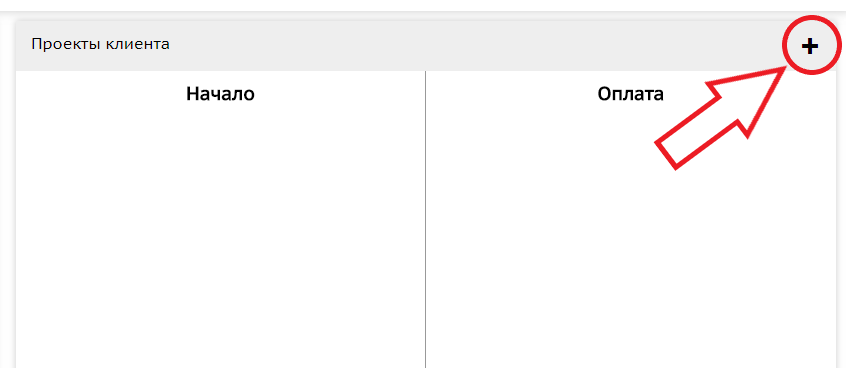 Проекты клиента
+
Начало
Оплата